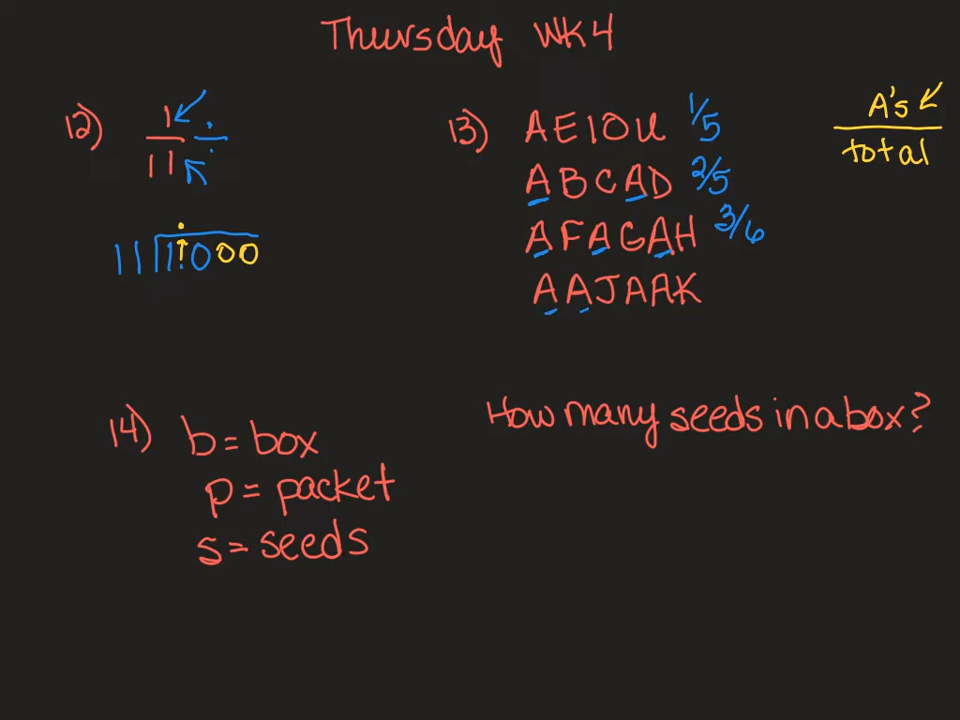 Thursday WK4
12) 1/11 ÷
11)1.000
13) AEIOU 1/5
ABCAD 2/5
AFAGAH 3/6
AAJAAK
A's
total
14) b = box
p = packet
s = seeds
How many seeds in a box?